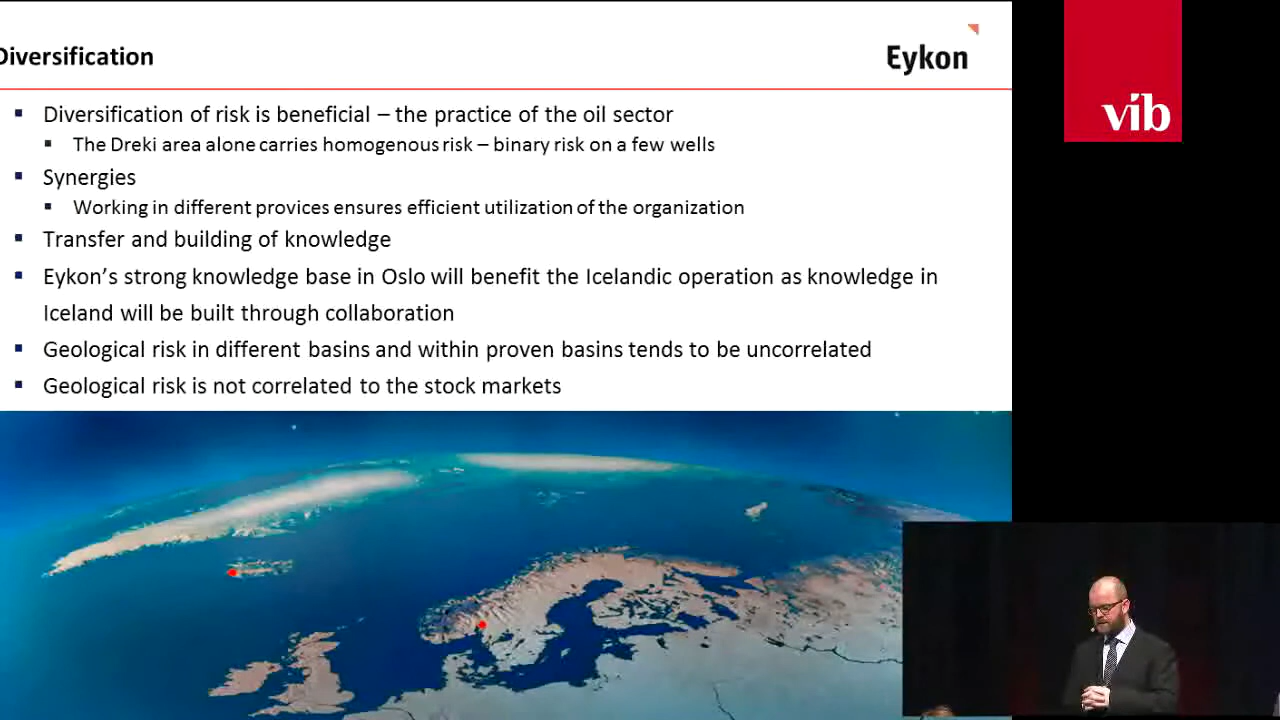 Diversification
Eykon
víb
Diversification of risk is beneficial – the practice of the oil sector
The Dreki area alone carries homogenous risk – binary risk on a few wells
Synergies
Working in different provices ensures efficient utilization of the organization
Transfer and building of knowledge
Eykon's strong knowledge base in Oslo will benefit the Icelandic operation as knowledge in
Iceland will be built through collaboration
Geological risk in different basins and within proven basins tends to be uncorrelated
Geological risk is not correlated to the stock markets